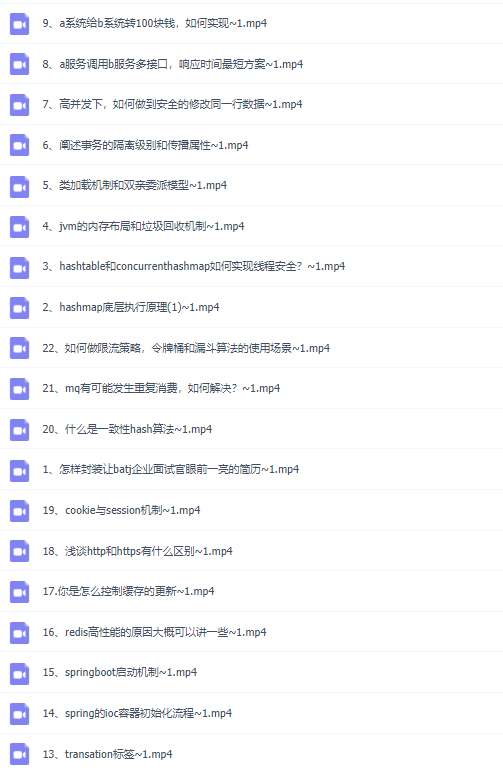 9、a系统给b系统转100块钱，如何实现~1.mp4
8、a服务调用b服务多接口，响应时间最短方案~1.mp4
7、高并发下，如何做到安全的修改同一行数据~1.mp4
6、阐述事务的隔离级别和传播属性~1.mp4
5、类加载机制和双亲委派模型~1.mp4
4、jvm的内存布局和垃圾回收机制~1.mp4
3、hashtable和concurrenthashmap如何实现线程安全？~1.mp4
2、hashmap底层执行原理(1)~1.mp4
22、如何做限流策略，令牌桶和漏斗算法的使用场景~1.mp4
21、mq有可能发生重复消费，如何解决？~1.mp4
20、什么是一致性hash算法~1.mp4
1、怎样封装让batj企业面试官眼前一亮的简历~1.mp4
19、cookie与session机制~1.mp4
18、浅谈http和https有什么区别~1.mp4
17.你是怎么控制缓存的更新~1.mp4
16、redis高性能的原因大概可以讲一些~1.mp4
15、springboot启动机制~1.mp4
14、spring的ioc容器初始化流程~1.mp4
13、transation标签~1.mp4